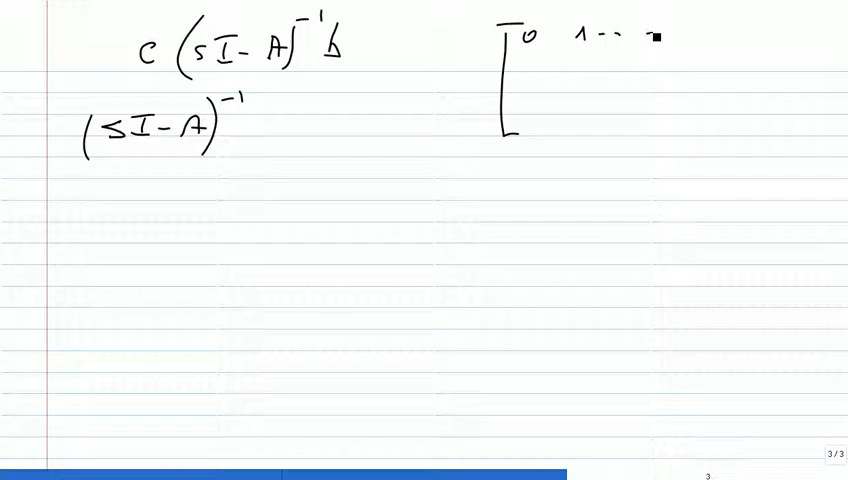 c (sI - A)^{-1} b
[0 1 -- -
(sI - A)^{-1}
3/3
3